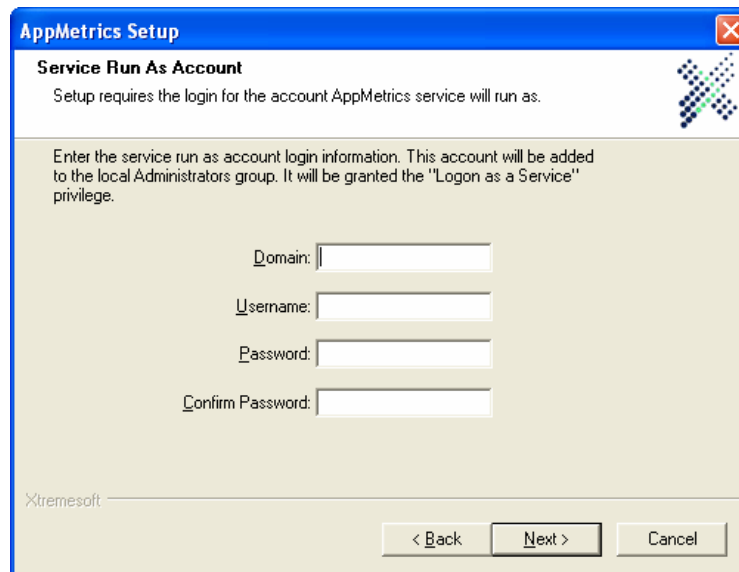 AppMetrics Setup
Service Run As Account
Setup requires the login for the account AppMetrics service will run as.
Enter the service run as account login information. This account will be added
to the local Administrators group. It will be granted the "Logon as a Service"
privilege.
Domain:
Username:
Password:
Confirm Password:
Xtremesoft
< Back
Next >
Cancel